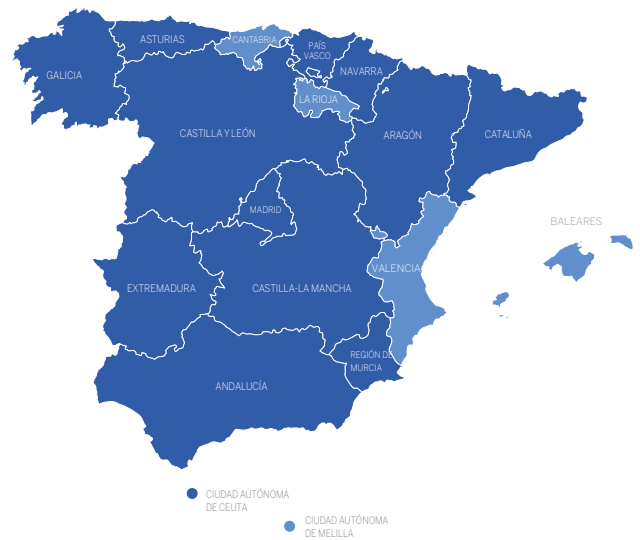 ASTURIAS
CANTABRIA
PAÍS
VASCO
GALICIA
NAVARRA
LA RIOJA
CASTILLA Y LEÓN
ARAGÓN
CATALUÑA
MADRID
BALEARES
VALENCIA
EXTREMADURA
CASTILLA-LA MANCHA
REGIÓN DE
MURCIA
ANDALUCÍA
CIUDAD AUTÓNOMA
DE CEUTA
CIUDAD AUTÓNOMA
DE MELILLA